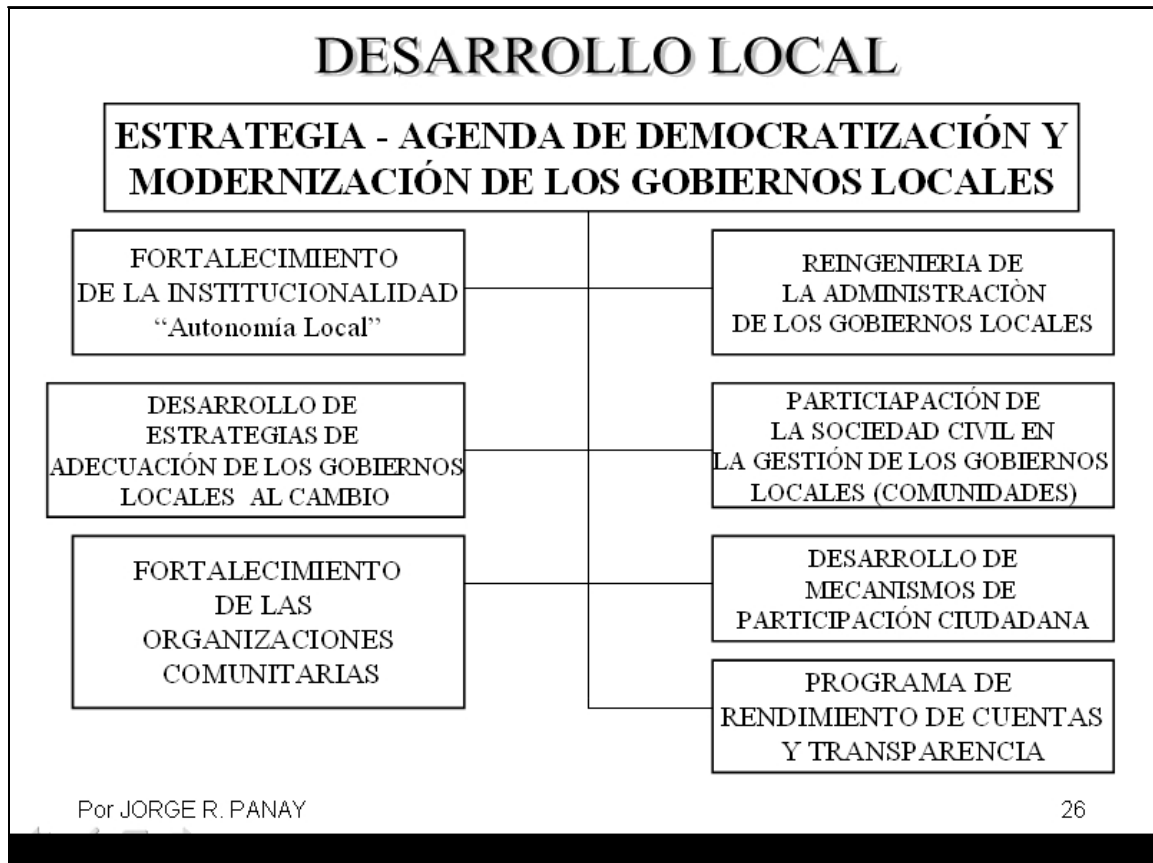 DESARROLLO LOCAL
ESTRATEGIA - AGENDA DE DEMOCRATIZACIÓN Y
MODERNIZACIÓN DE LOS GOBIERNOS LOCALES
FORTALECIMIENTO
DE LA INSTITUCIONALIDAD
“Autonomía Local”
REINGENIERIA DE
LA ADMINISTRACIÒN
DE LOS GOBIERNOS LOCALES
DESARROLLO DE
ESTRATEGIAS DE
ADECUACIÓN DE LOS GOBIERNOS
LOCALES AL CAMBIO
PARTICIAPACIÓN DE
LA SOCIEDAD CIVIL EN
LA GESTIÓN DE LOS GOBIERNOS
LOCALES (COMUNIDADES)
FORTALECIMIENTO
DE LAS
ORGANIZACIONES
COMUNITARIAS
DESARROLLO DE
MECANISMOS DE
PARTICIPACIÓN CIUDADANA
PROGRAMA DE
RENDIMIENTO DE CUENTAS
Y TRANSPARENCIA
Por JORGE R. PANAY
26